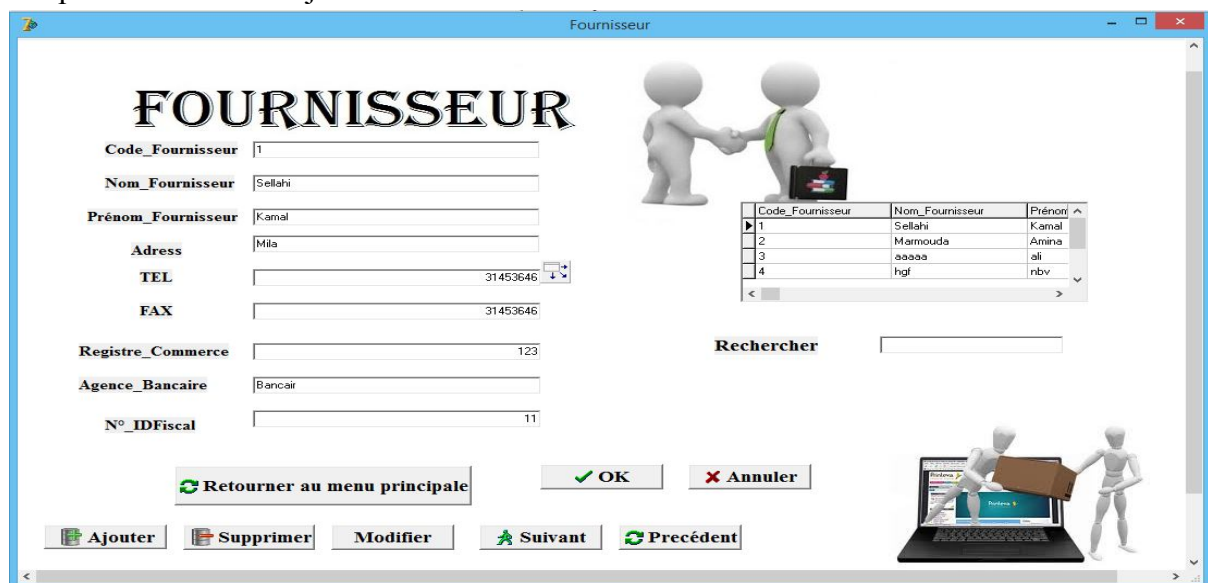 Fournisseur
FOURNISSEUR
Code_Fournisseur 1
Nom_Fournisseur Sellahi
Prénom_Fournisseur Kamal
Adress Mila
TEL 31453646
FAX 31453646
Registre_Commerce 123
Agence_Bancaire Bancair
N°_IDFiscal 11
Code_Fournisseur Nom_Fournisseur Prénom
1 Sellahi Kamal
2 Marmouda Amina
3 aaaaa ali
4 hgf nbv
Rechercher
OK Annuler
Retourner au menu principale
Ajouter Supprimer Modifier Suivant Precédent